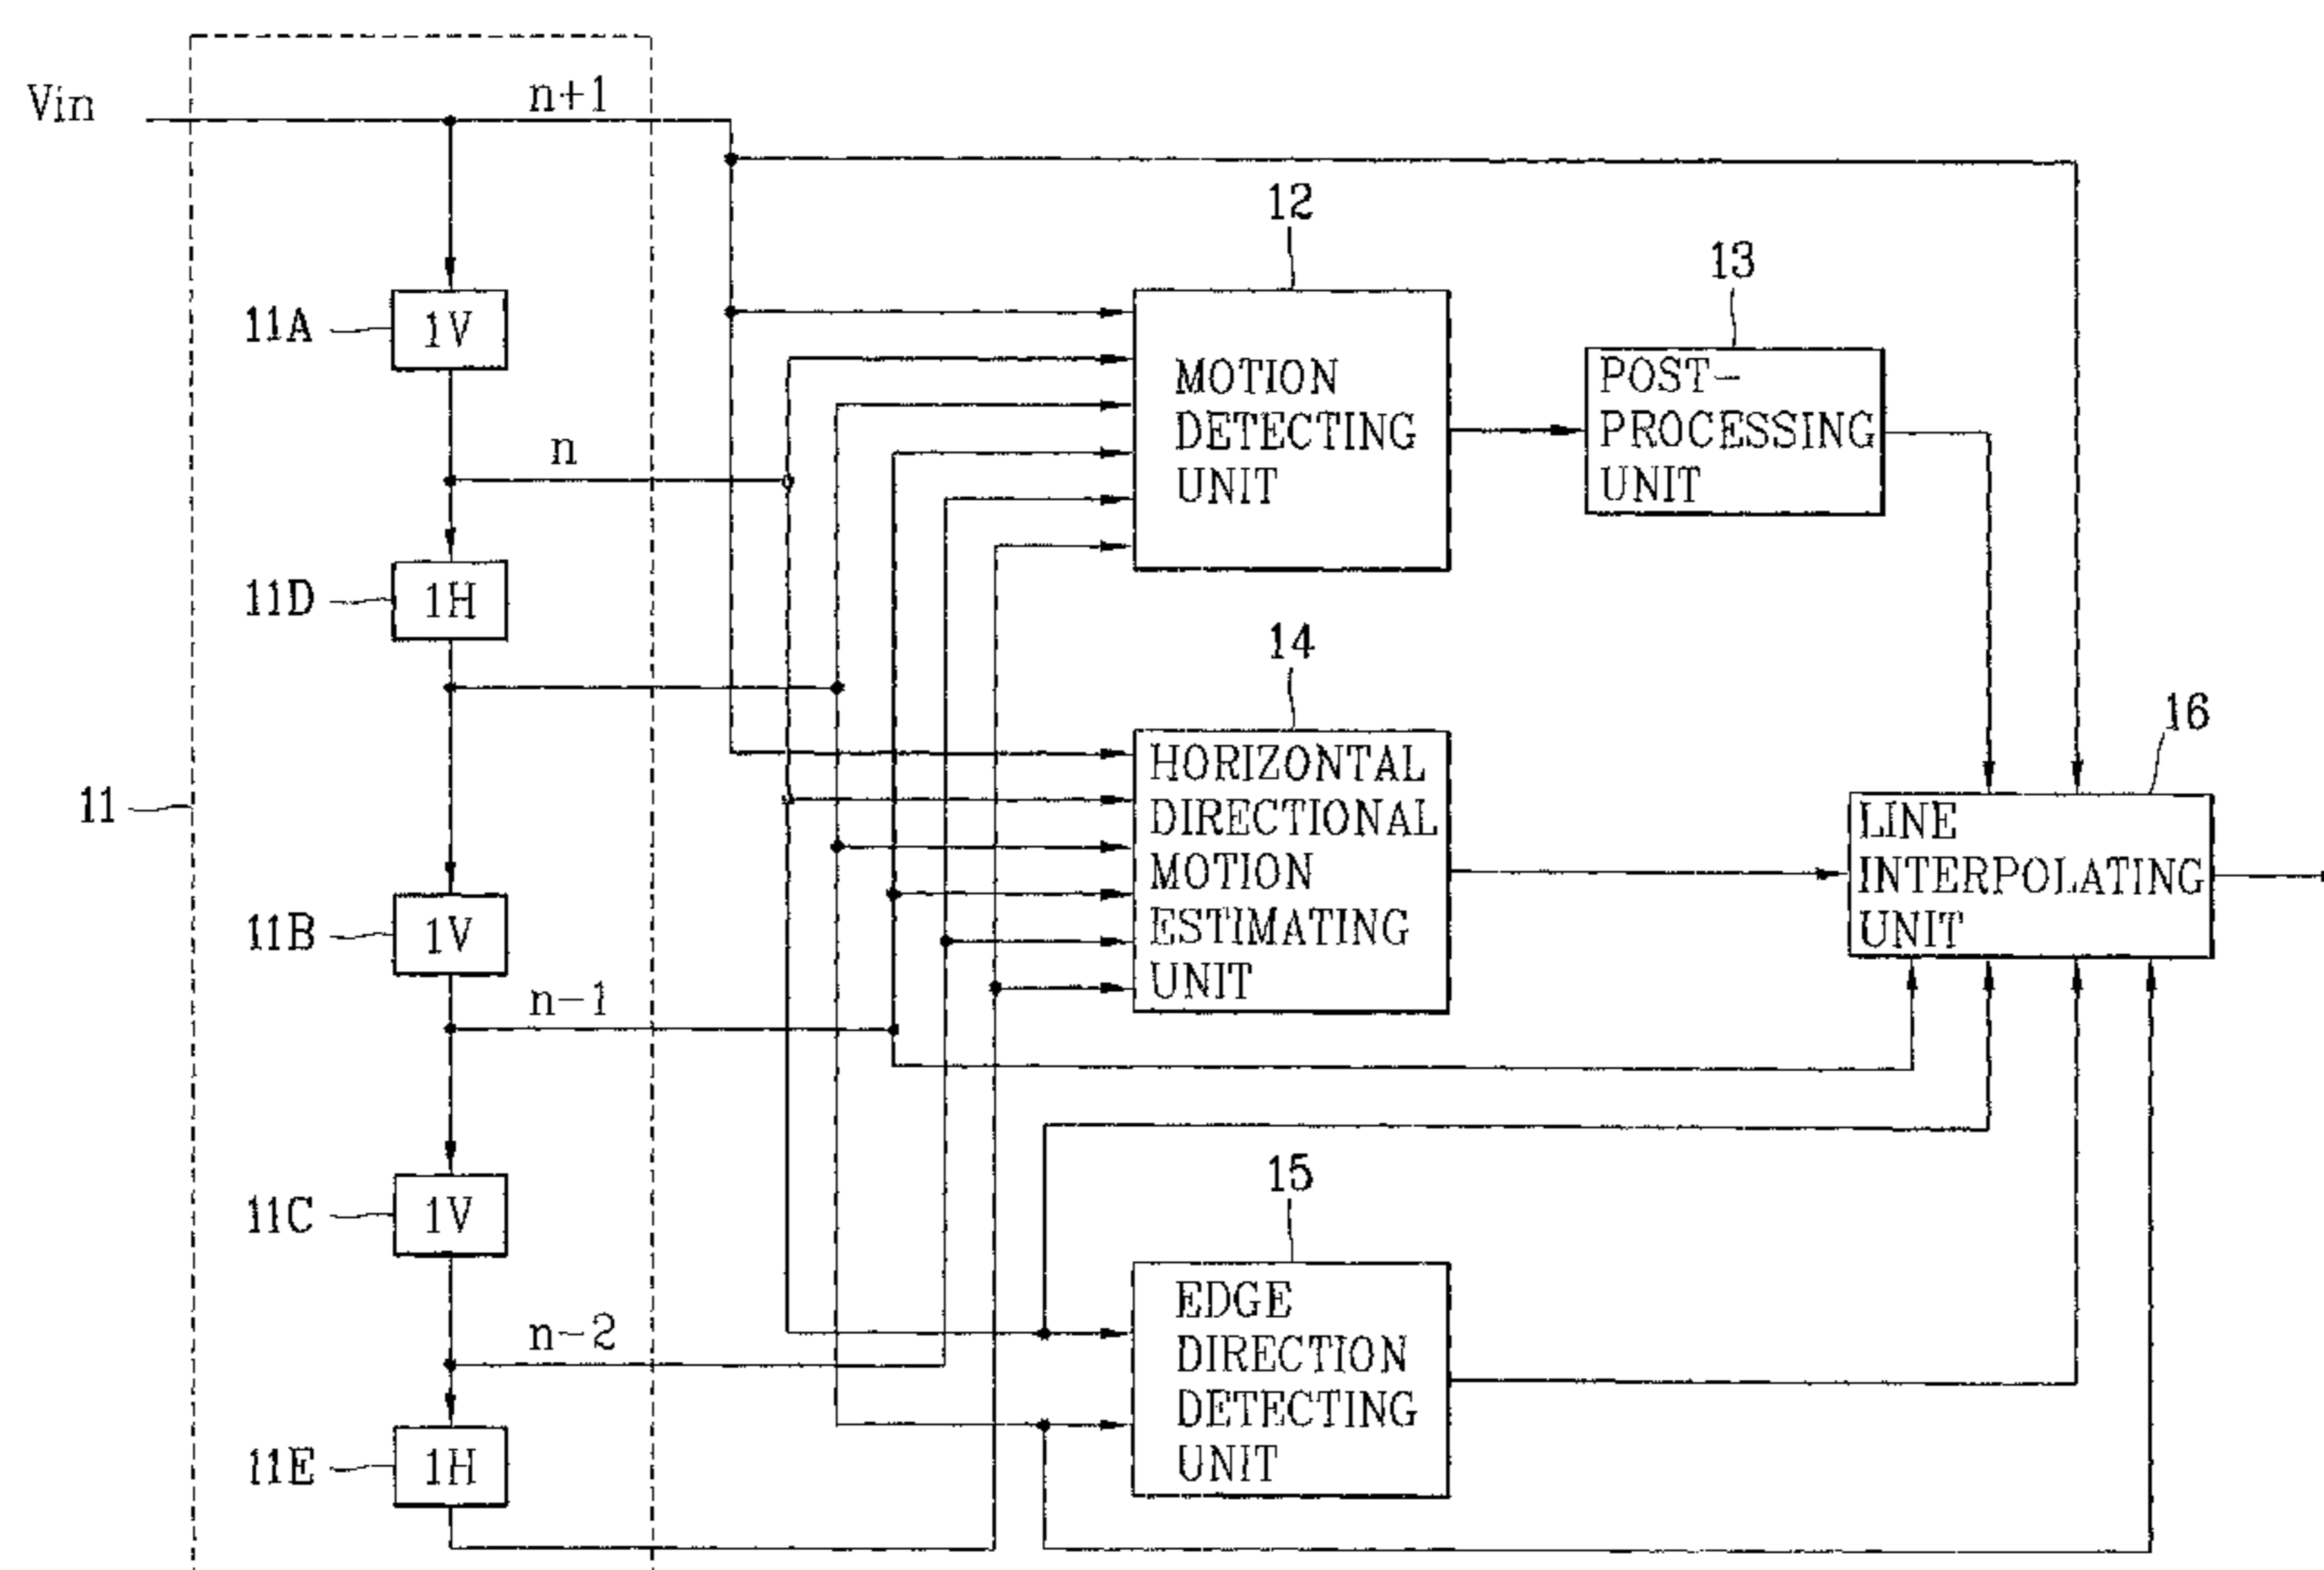 Vin
n+1
12
13
11A
1V
MOTION
DETECTING
UNIT
POST-
PROCESSING
UNIT
n
11D
1H
14
16
11
HORIZONTAL
DIRECTIONAL
MOTION
ESTIMATING
UNIT
LINE
INTERPOLATING
UNIT
11B
1V
n-1
15
11C
1V
EDGE
DIRECTION
DETECTING
UNIT
n-2
11E
1H